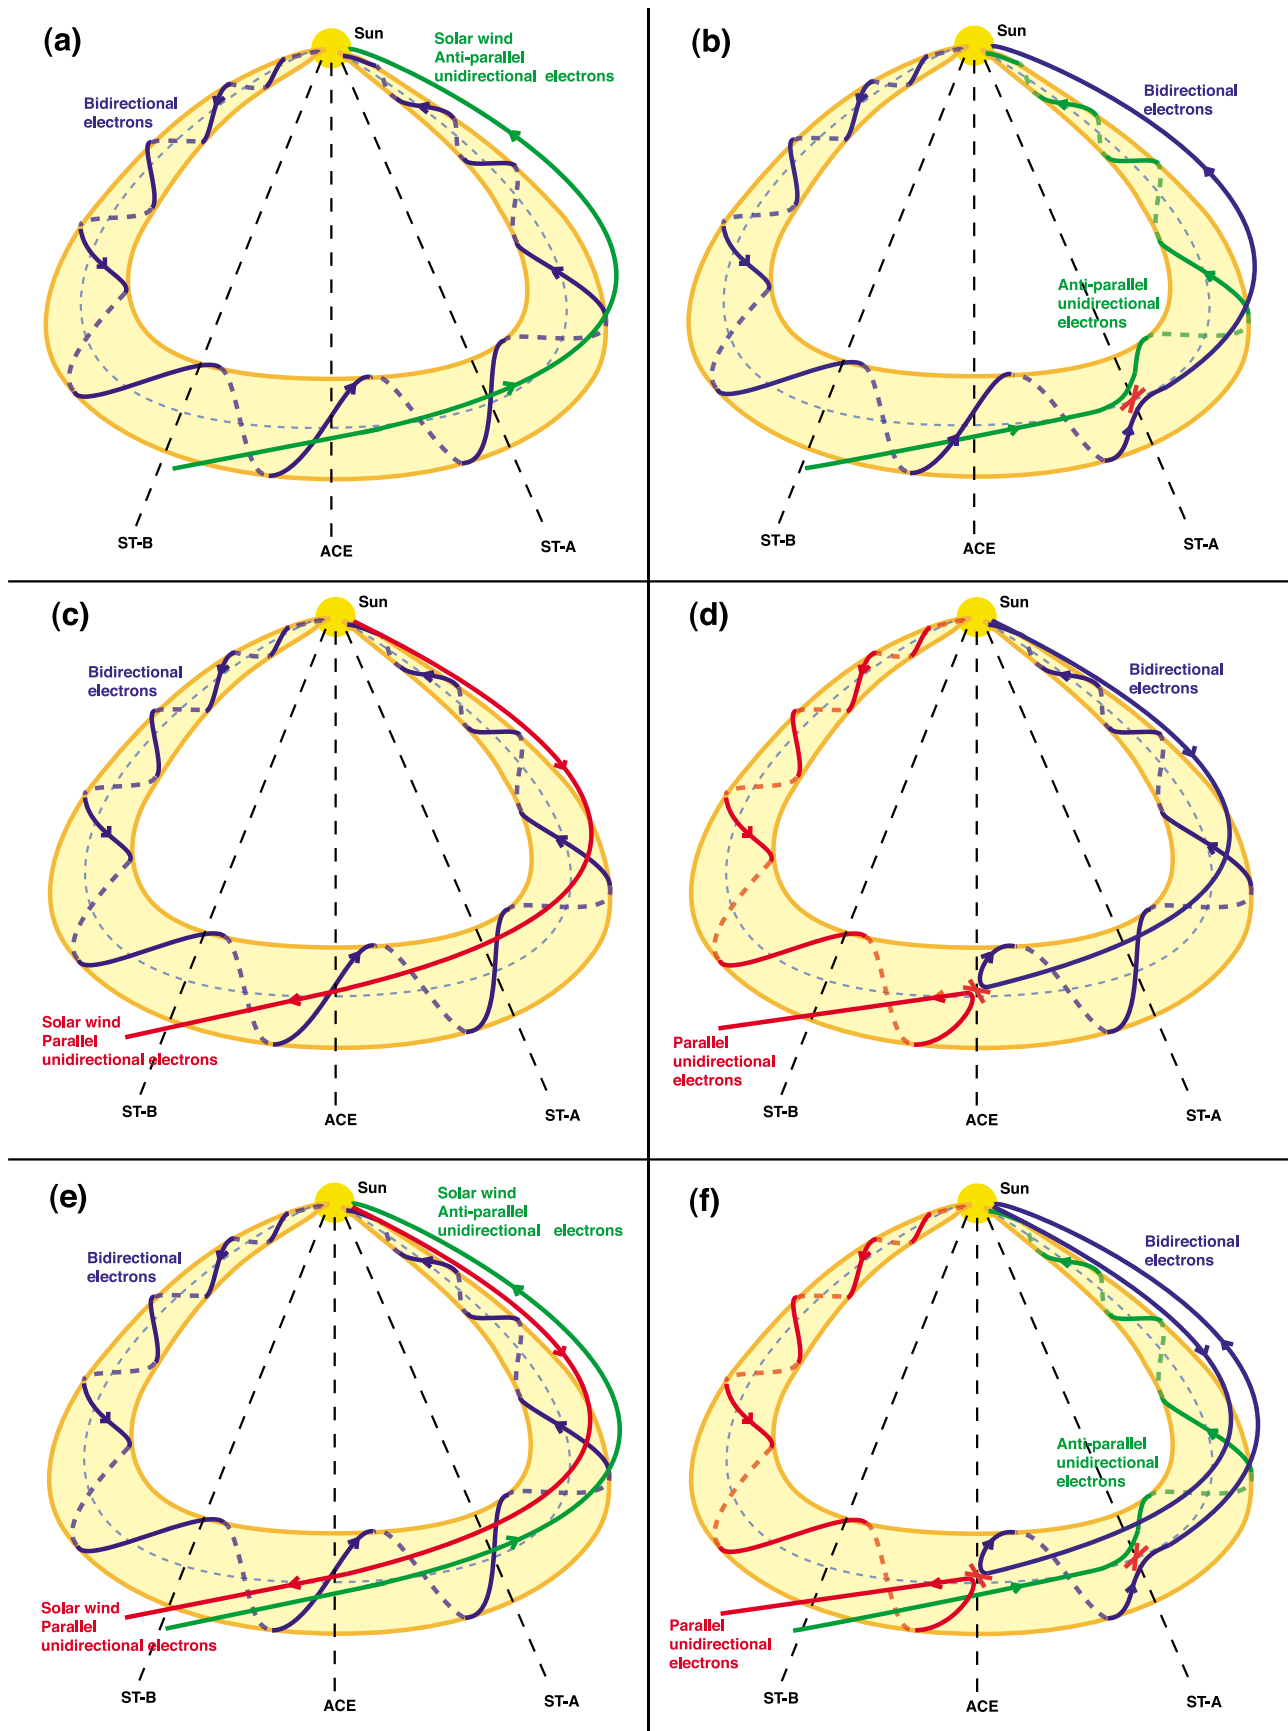 (a)
Sun
Solar wind
Anti-parallel
unidirectional electrons
Bidirectional
electrons
ST-B
ACE
ST-A
(b)
Sun
Bidirectional
electrons
Anti-parallel
unidirectional
electrons
ST-B
ACE
ST-A
(c)
Sun
Bidirectional
electrons
Solar wind
Parallel
unidirectional electrons
ST-B
ACE
ST-A
(d)
Sun
Bidirectional
electrons
Parallel
unidirectional
electrons
ST-B
ACE
ST-A
(e)
Sun
Solar wind
Anti-parallel
unidirectional electrons
Bidirectional
electrons
Solar wind
Parallel
unidirectional electrons
ST-B
ACE
ST-A
(f)
Sun
Bidirectional
electrons
Anti-parallel
unidirectional
electrons
Parallel
unidirectional
electrons
ST-B
ACE
ST-A